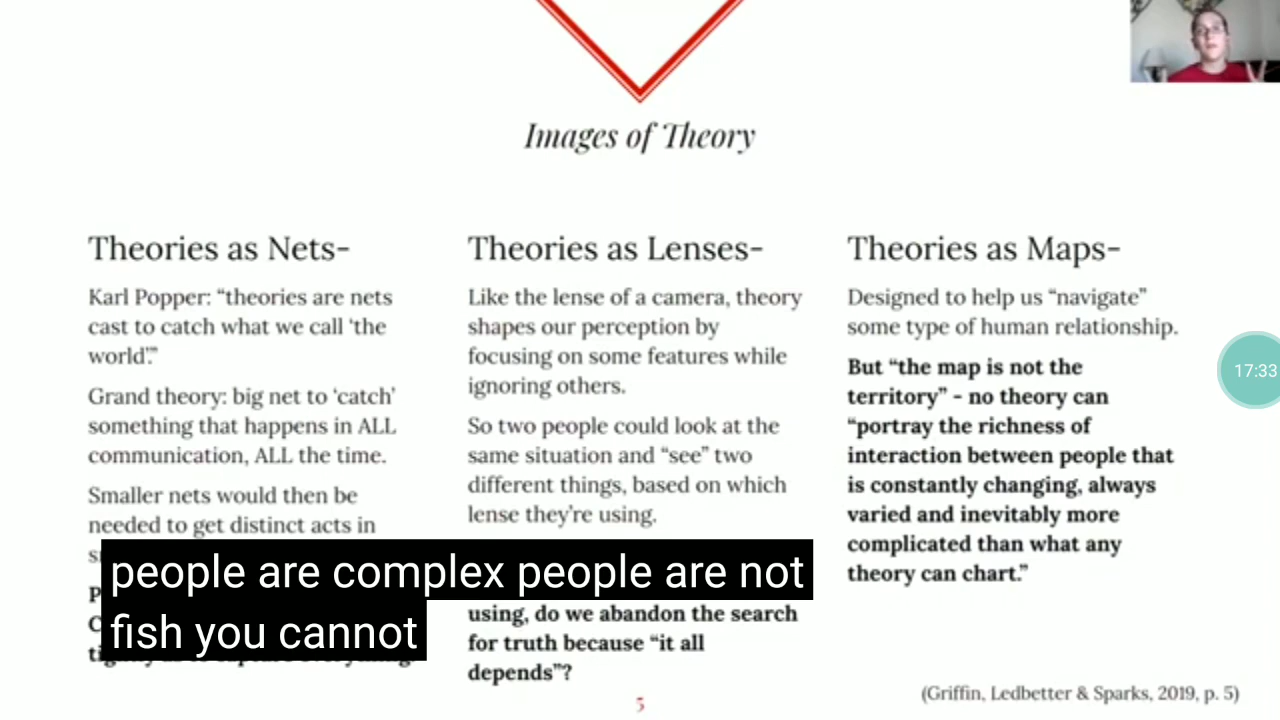 Images of Theory
Theories as Nets-
Karl Popper: “theories are nets
cast to catch what we call ‘the
world’.”
Grand theory: big net to ‘catch’
something that happens in ALL
communication, ALL the time.
Smaller nets would then be
needed to get distinct acts in
Theories as Lenses-
Like the lense of a camera, theory
shapes our perception by
focusing on some features while
ignoring others.
So two people could look at the
same situation and “see” two
different things, based on which
lense they’re using.
using, do we abandon the search
for truth because “it all
depends”?
Theories as Maps-
Designed to help us “navigate”
some type of human relationship.
But “the map is not the
territory” - no theory can
“portray the richness of
interaction between people that
is constantly changing, always
varied and inevitably more
complicated than what any
theory can chart.”
17:33
people are complex people are not
fish you cannot
5
(Griffin, Ledbetter & Sparks, 2019, p. 5)